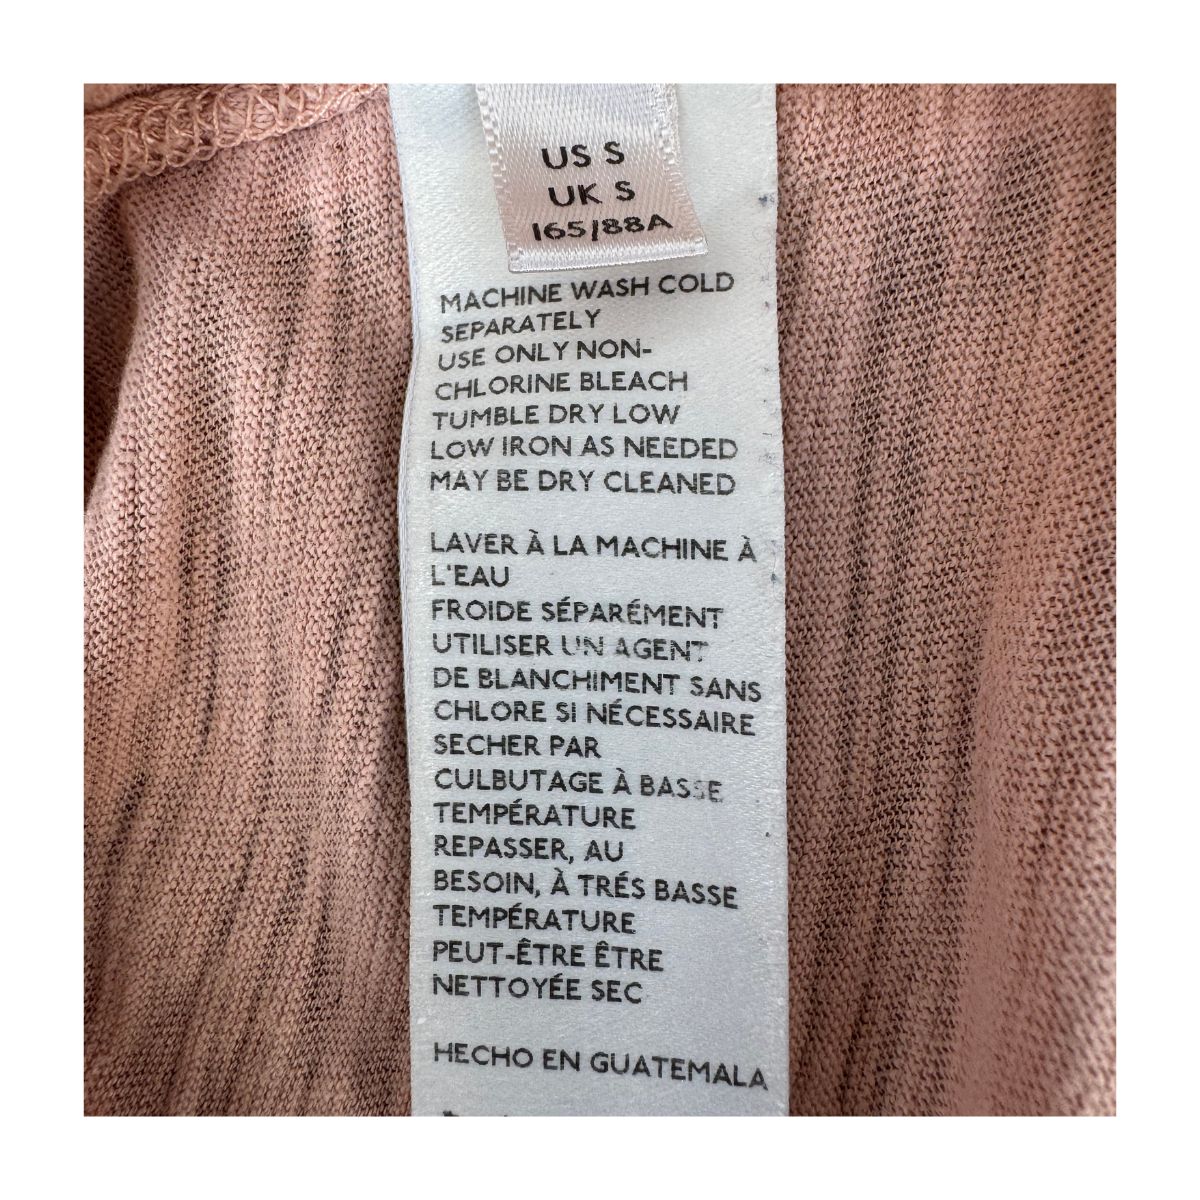 US S
UK S
165/88A
MACHINE WASH COLD
SEPARATELY
USE ONLY NON-
CHLORINE BLEACH
TUMBLE DRY LOW
LOW IRON AS NEEDED
MAY BE DRY CLEANED
LAVER À LA MACHINE À
L'EAU
FROIDE SÉPARÉMENT
UTILISER UN AGENT
DE BLANCHIMENT SANS
CHLORE SI NÉCESSAIRE
SECHER PAR
CULBUTAGE À BASSE
TEMPÉRATURE
REPASSER, AU
BESOIN, À TRÉS BASSE
TEMPÉRATURE
PEUT-ÊTRE ÊTRE
NETTOYÉE SEC
HECHO EN GUATEMALA